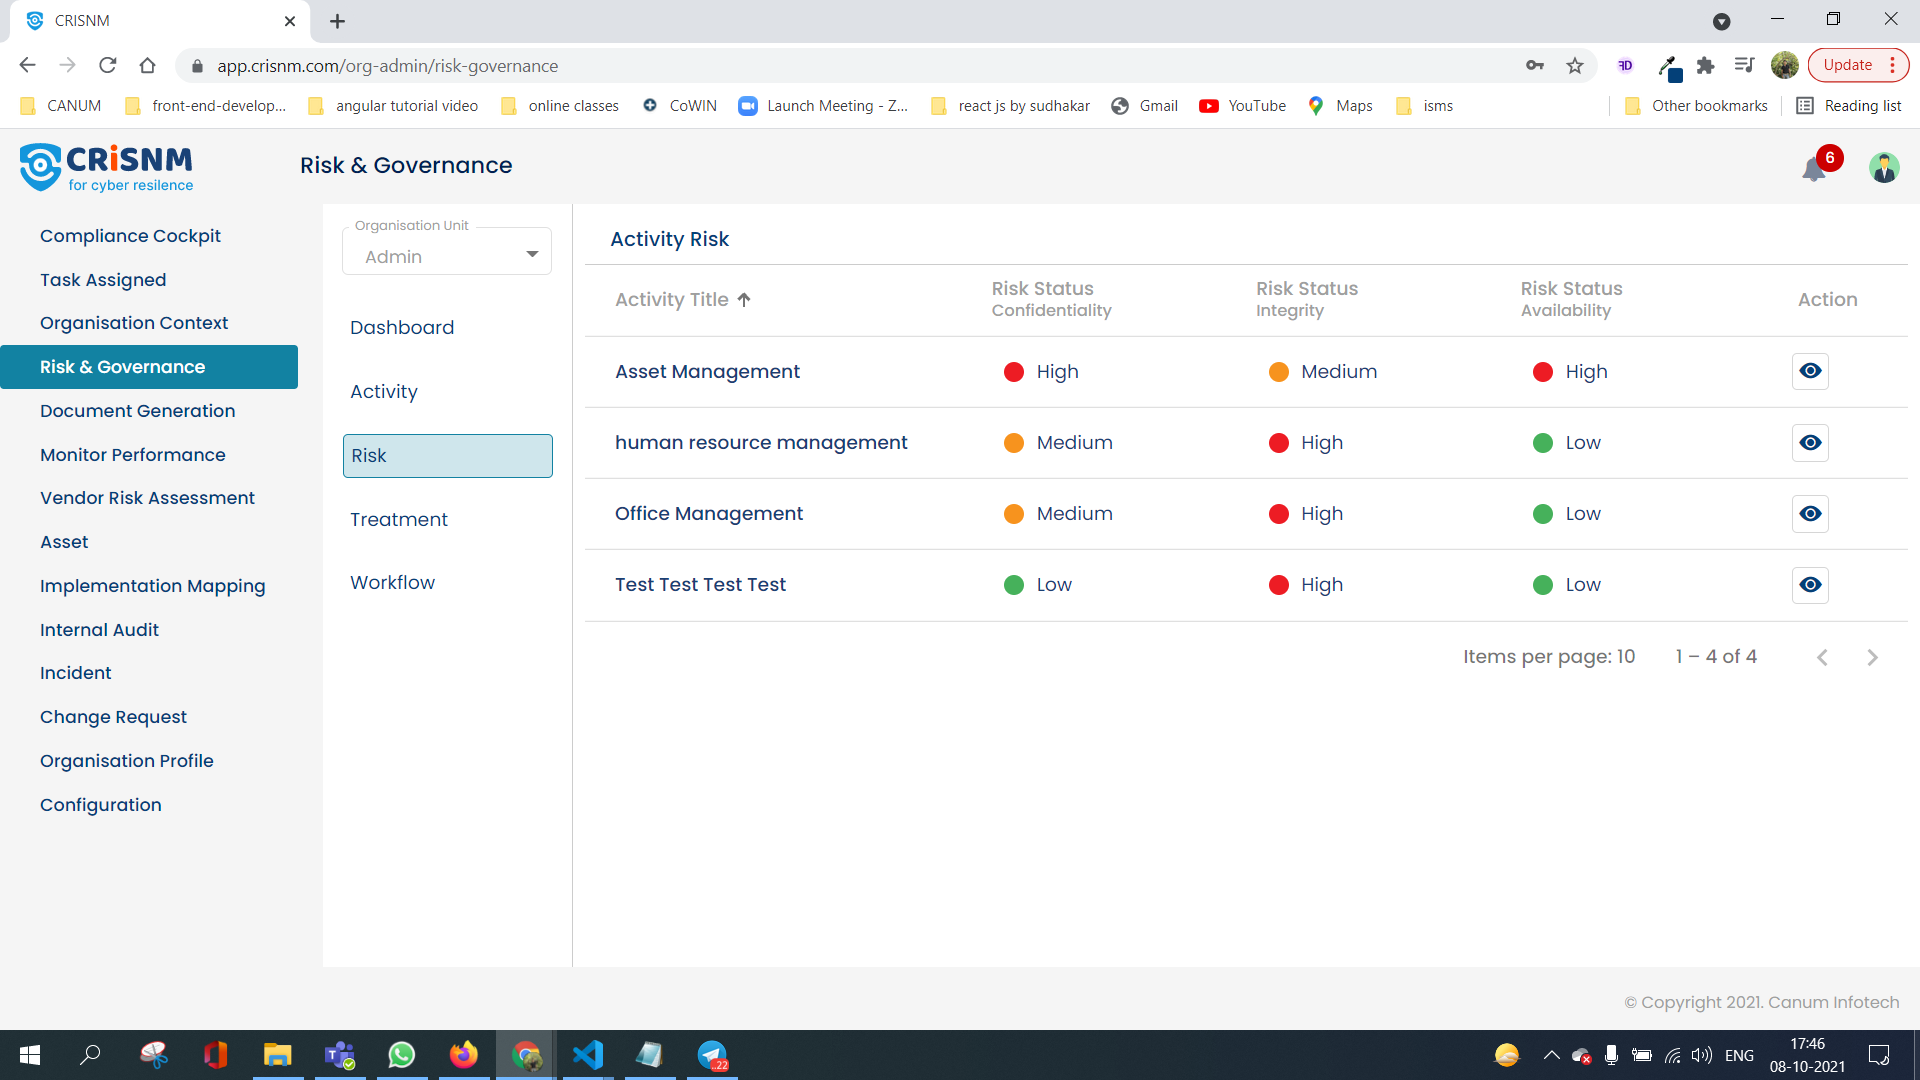 CRISNM
app.crisnm.com/org-admin/risk-governance
Update
CANUM
front-end-develop...
angular tutorial video
online classes
CoWIN
Launch Meeting - Z...
react js by sudhakar
Gmail
YouTube
Maps
isms
Other bookmarks
Reading list
CRiSNM
for cyber resilence
Risk & Governance
6
Compliance Cockpit
Task Assigned
Organisation Context
Risk & Governance
Document Generation
Monitor Performance
Vendor Risk Assessment
Asset
Implementation Mapping
Internal Audit
Incident
Change Request
Organisation Profile
Configuration
Organisation Unit
Admin
Dashboard
Activity
Risk
Treatment
Workflow
Activity Risk
Activity Title
Risk Status
Confidentiality
Risk Status
Integrity
Risk Status
Availability
Action
Asset Management High Medium High
human resource management Medium High Low
Office Management Medium High Low
Test Test Test Test Low High Low
Items per page: 10 1 – 4 of 4
© Copyright 2021. Canum Infotech
..22
ENG
17:46
08-10-2021